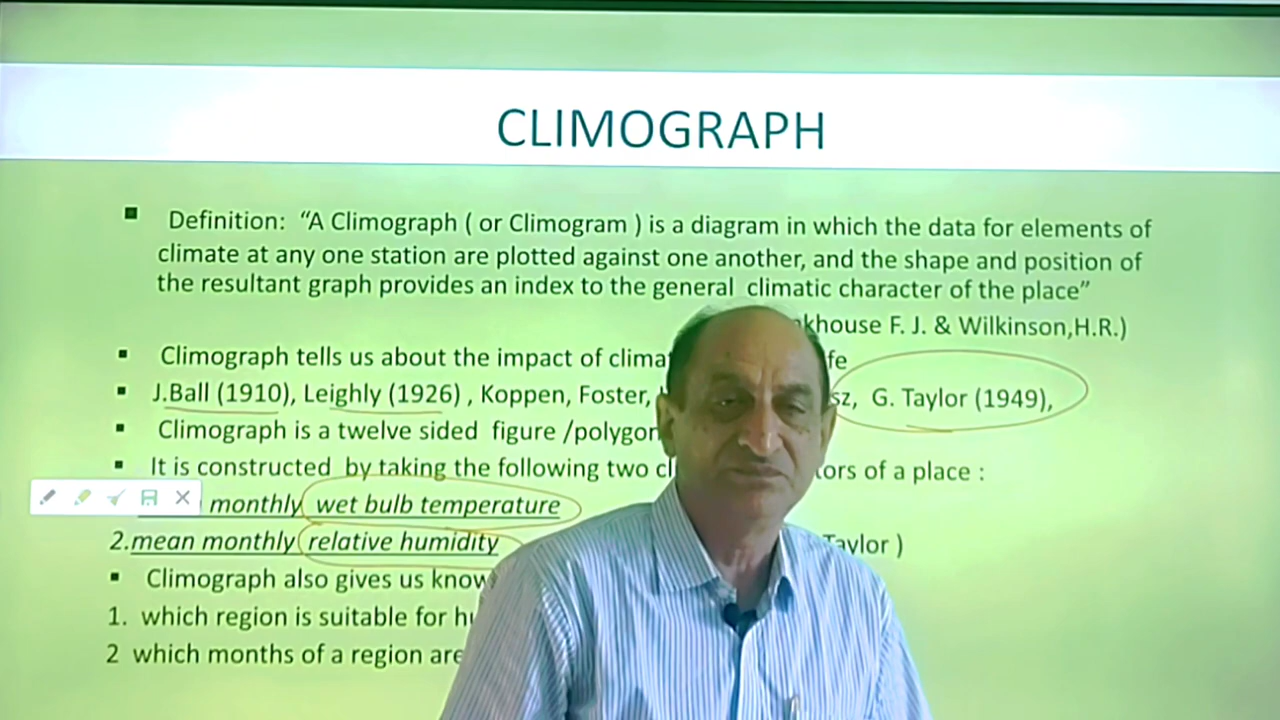 CLIMOGRAPH
▪ Definition: “A Climograph ( or Climogram ) is a diagram in which the data for elements of
climate at any one station are plotted against one another, and the shape and position of
the resultant graph provides an index to the general climatic character of the place”
khouse F. J. & Wilkinson,H.R.)
▪ Climograph tells us about the impact of clima fe
▪ J.Ball (1910), Leighly (1926) , Koppen, Foster, sz, G. Taylor (1949),
▪ Climograph is a twelve sided figure /polygon
▪ It is constructed by taking the following two cl tors of a place :
monthly wet bulb temperature
2.mean monthly relative humidity Taylor )
▪ Climograph also gives us know
1. which region is suitable for hu
2 which months of a region are